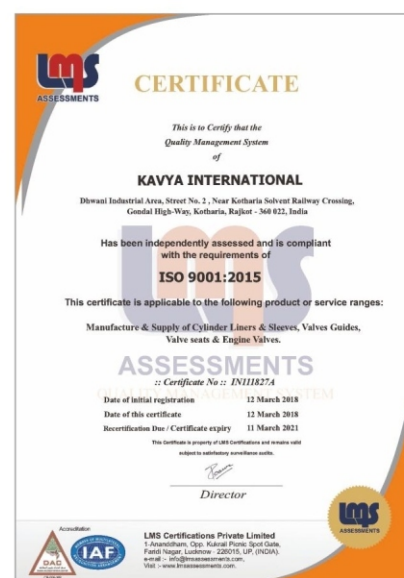 LMS
ASSESSMENTS
CERTIFICATE
This is to Certify that the
Quality Management System
of
KAVYA INTERNATIONAL
Dhwani Industrial Area, Street No. 2 , Near Kotharia Solvent Railway Crossing,
Gondal High-Way, Kotharia, Rajkot - 360 022, India
Has been independently assessed and is compliant
with the requirements of
ISO 9001:2015
This certificate is applicable to the following product or service ranges:
Manufacture & Supply of Cylinder Liners & Sleeves, Valves Guides,
Valve seats & Engine Valves.
LMS
ASSESSMENTS
:: Certificate No :: IN111827A
QUALITY MANAGEMENT SYSTEM
Date of initial registration 12 March 2018
Date of this certificate 12 March 2018
Recertification Due / Certificate expiry 11 March 2021
This Certificate is property of LMS Certifications and remains valid
subject to satisfactory surveillance audits.
Director
Accreditation
DAC
IAF
LMS Certifications Private Limited
1-Ananddham, Opp. Kukrail Picnic Spot Gate,
Faridi Nagar, Lucknow - 226015, UP, (INDIA).
e-mail :- info@lmsassessments.com,
Visit :- www.lmsassessments.com.
LMS
ASSESSMENTS